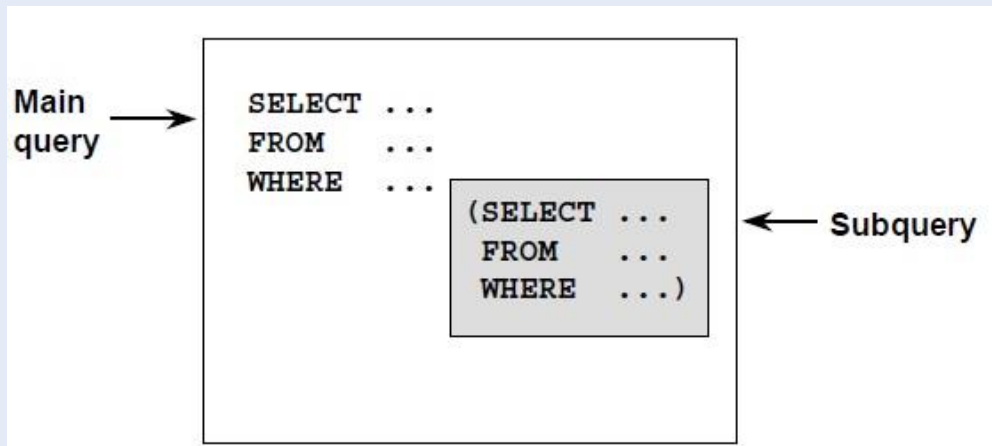 Main
query
SELECT ...
FROM ...
WHERE ...
(SELECT ...
FROM ...
WHERE ...)
Subquery